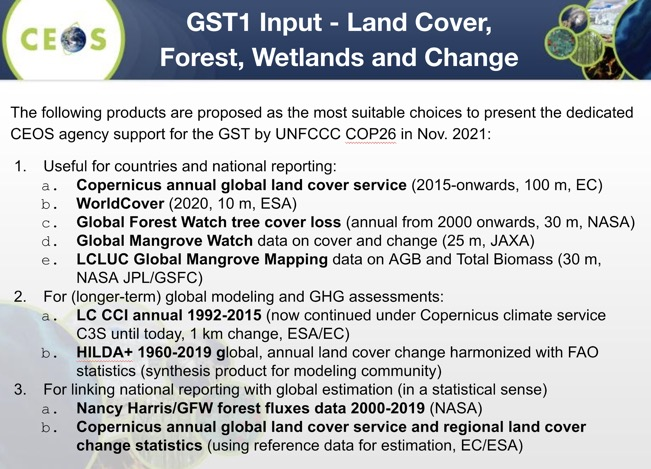 CEOS
GST1 Input - Land Cover,
Forest, Wetlands and Change
The following products are proposed as the most suitable choices to present the dedicated
CEOS agency support for the GST by UNFCCC COP26 in Nov. 2021:
1. Useful for countries and national reporting:
a. Copernicus annual global land cover service (2015-onwards, 100 m, EC)
b. WorldCover (2020, 10 m, ESA)
c. Global Forest Watch tree cover loss (annual from 2000 onwards, 30 m, NASA)
d. Global Mangrove Watch data on cover and change (25 m, JAXA)
e. LCLUC Global Mangrove Mapping data on AGB and Total Biomass (30 m,
NASA JPL/GSFC)
2. For (longer-term) global modeling and GHG assessments:
a. LC CCI annual 1992-2015 (now continued under Copernicus climate service
C3S until today, 1 km change, ESA/EC)
b. HILDA+ 1960-2019 global, annual land cover change harmonized with FAO
statistics (synthesis product for modeling community)
3. For linking national reporting with global estimation (in a statistical sense)
a. Nancy Harris/GFW forest fluxes data 2000-2019 (NASA)
b. Copernicus annual global land cover service and regional land cover
change statistics (using reference data for estimation, EC/ESA)